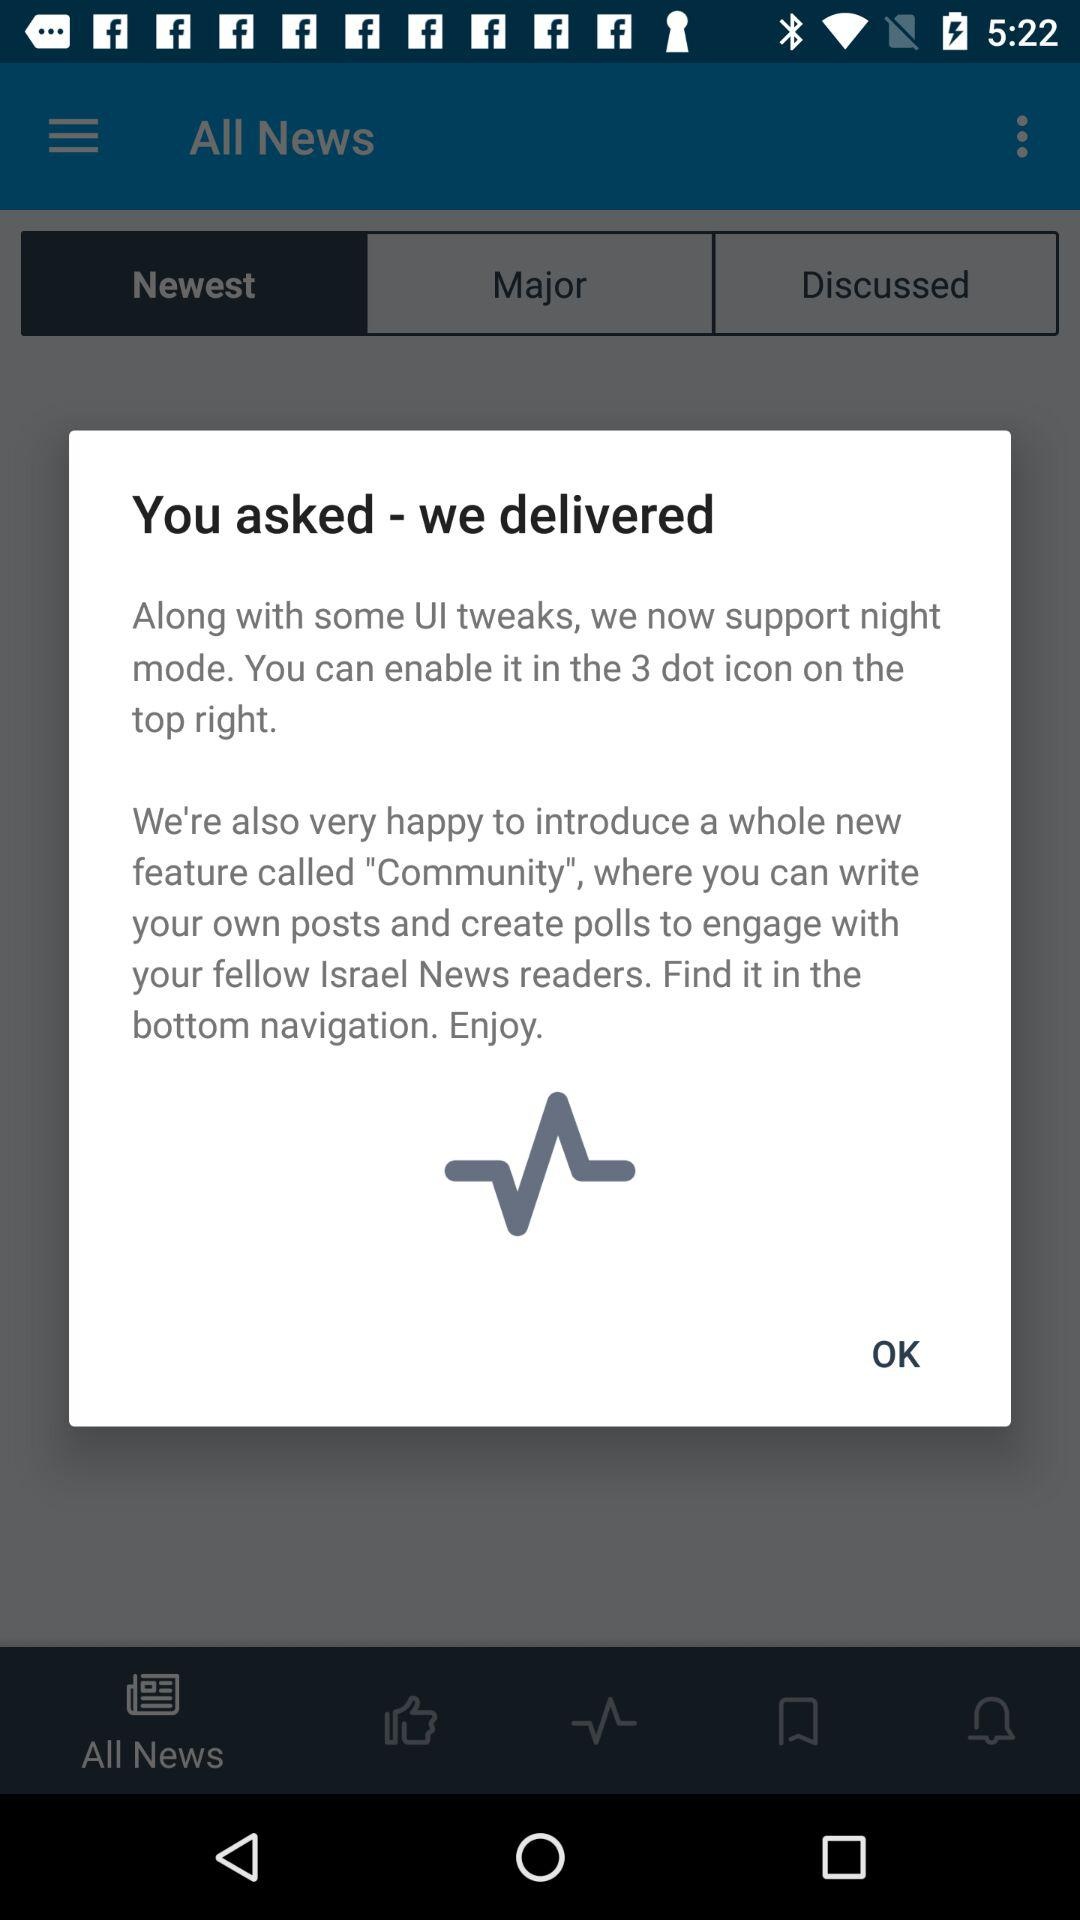 5:22
All News
Newest
Major
Discussed
You asked - we delivered
Along with some UI tweaks, we now support night
mode. You can enable it in the 3 dot icon on the
top right.
We're also very happy to introduce a whole new
feature called "Community", where you can write
your own posts and create polls to engage with
your fellow Israel News readers. Find it in the
bottom navigation. Enjoy.
OK
All News